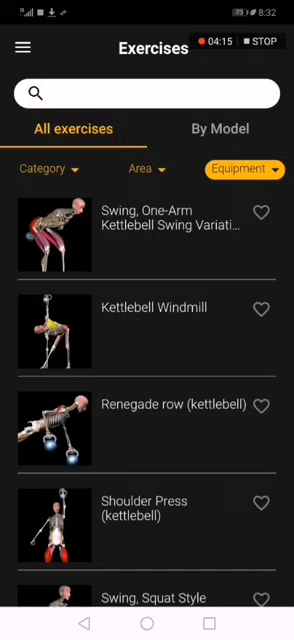 75 8:32
Exercises
04:15 STOP
All exercises By Model
Category Area Equipment
Swing, One-Arm
Kettlebell Swing Variati...
Kettlebell Windmill
Renegade row (kettlebell)
Shoulder Press
(kettlebell)
Swing, Squat Style